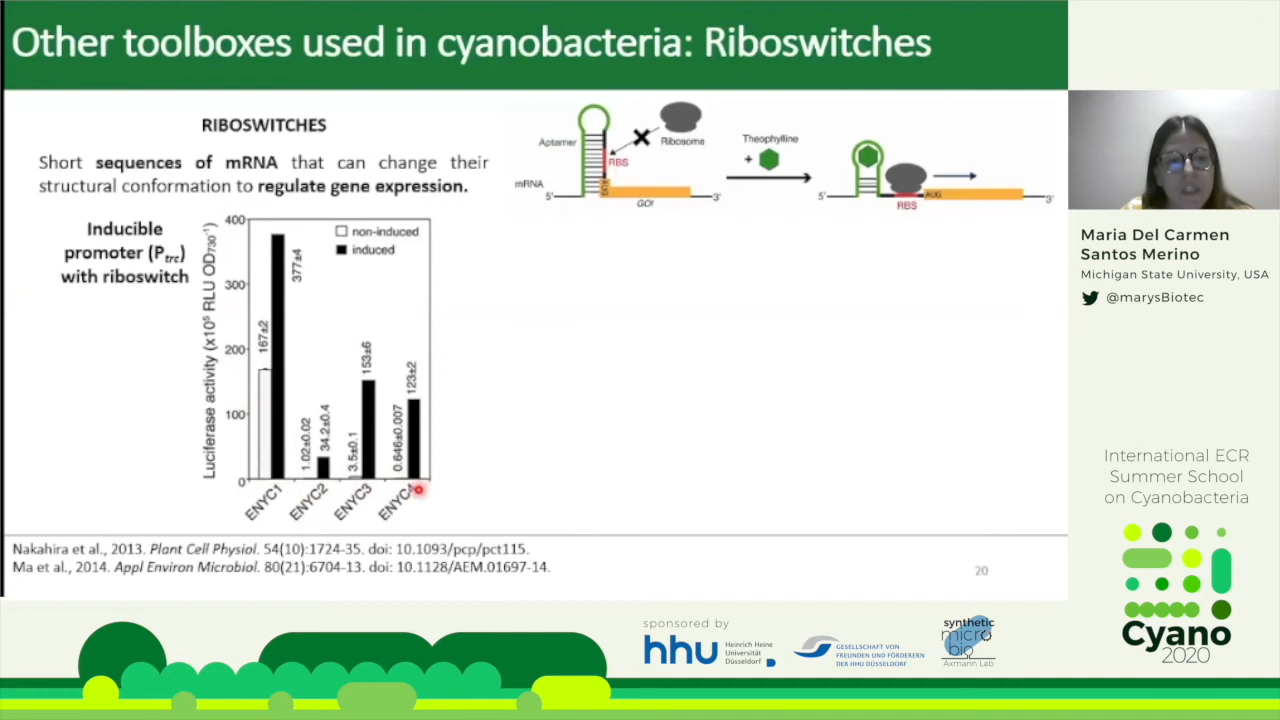 Other toolboxes used in cyanobacteria: Riboswitches
RIBOSWITCHES
Short sequences of mRNA that can change their
structural conformation to regulate gene expression.
Aptamer
Ribosome
RBS
mRNA
5'
AUG
GOI
3'
Theophylline
+
5'
RBS
AUG
3'
Inducible
promoter (Ptrc)
with riboswitch
Luciferase activity (x10⁵ RLU OD730⁻¹)
400
300
200
100
0
non-induced
induced
167±2
377±4
1.02±0.02
34.2±0.4
3.5±0.1
153±6
0.646±0.007
123±2
ENYC1
ENYC2
ENYC3
ENYC4
Nakahira et al., 2013. Plant Cell Physiol. 54(10):1724-35. doi: 10.1093/pcp/pct115.
Ma et al., 2014. Appl Environ Microbiol. 80(21):6704-13. doi: 10.1128/AEM.01697-14.
20
Maria Del Carmen
Santos Merino
Michigan State University, USA
@marysBiotec
International ECR
Summer School
on Cyanobacteria
Cyano
2020
sponsored by
hhu
Heinrich Heine
Universität
Düsseldorf
GESELLSCHAFT VON
FREUNDEN UND FÖRDERERN
DER HHU DÜSSELDORF
synthetic
microbio
Axmann Lab